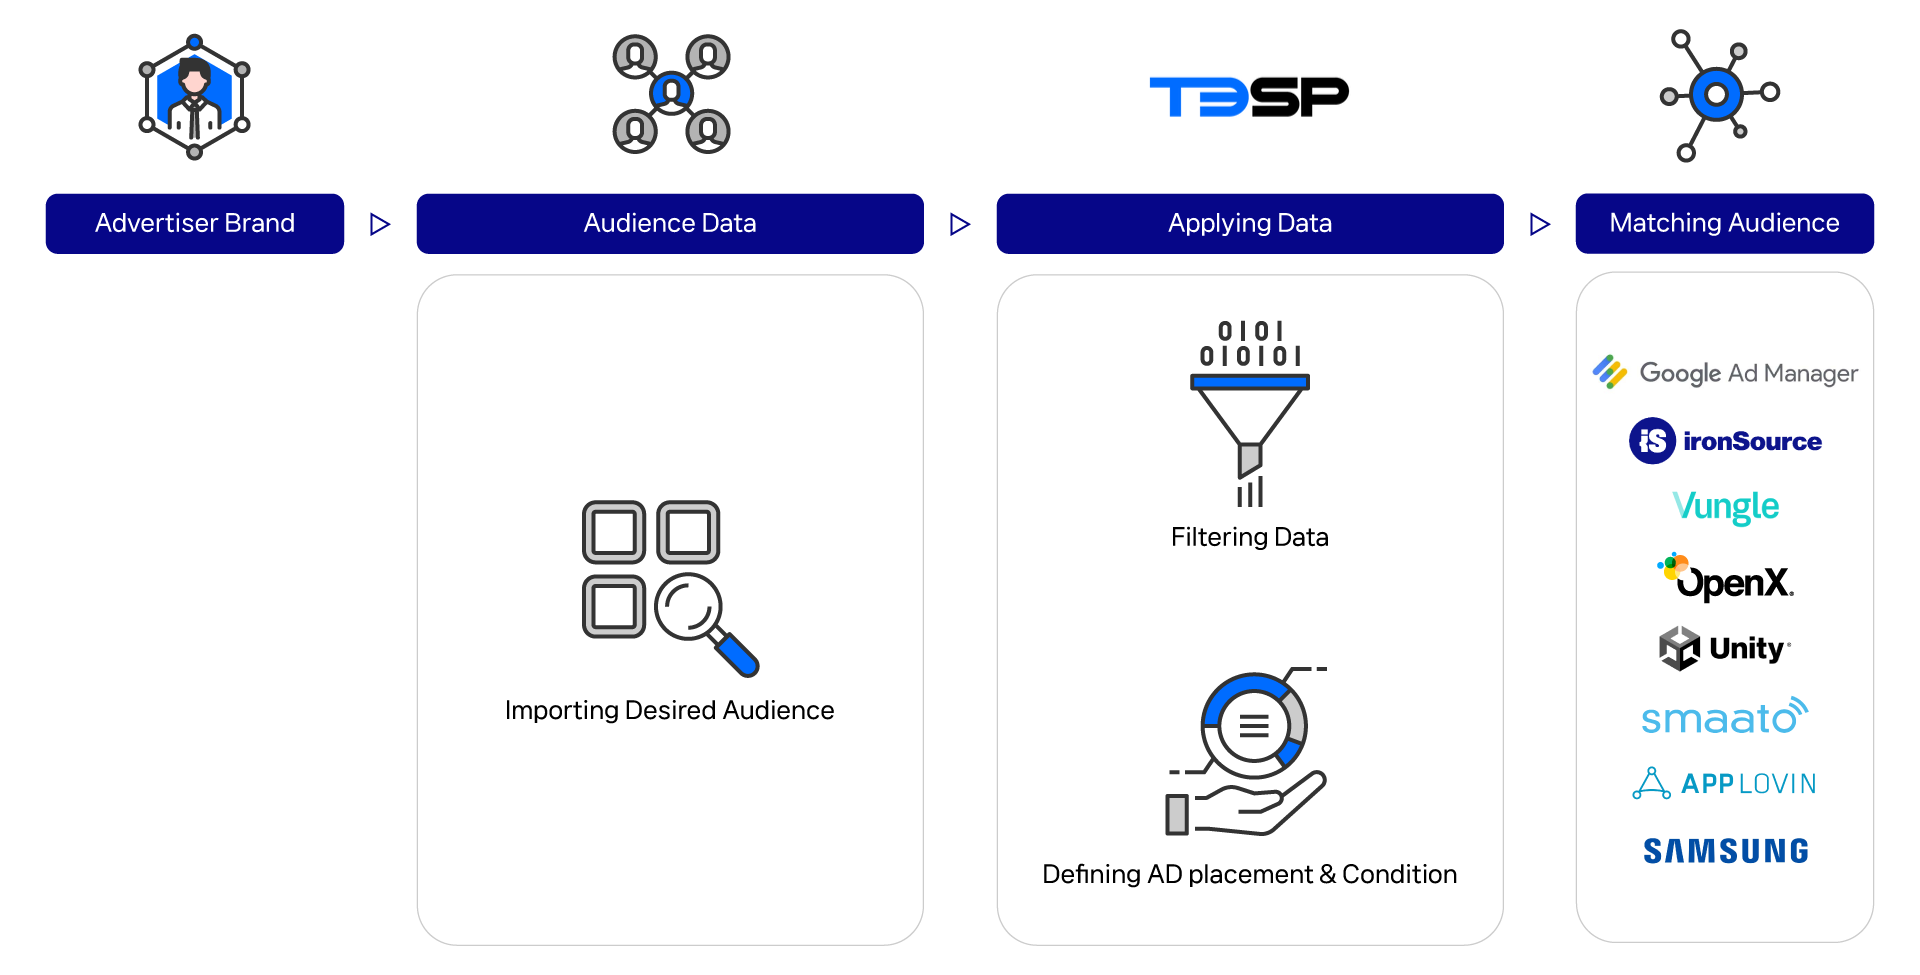 T3SP
Advertiser Brand
Audience Data
Applying Data
Matching Audience
Importing Desired Audience
0101
010101
Filtering Data
Defining AD placement & Condition
Google Ad Manager
iS ironSource
Vungle
OpenX.
Unity®
smaato
APPLOVIN
SAMSUNG